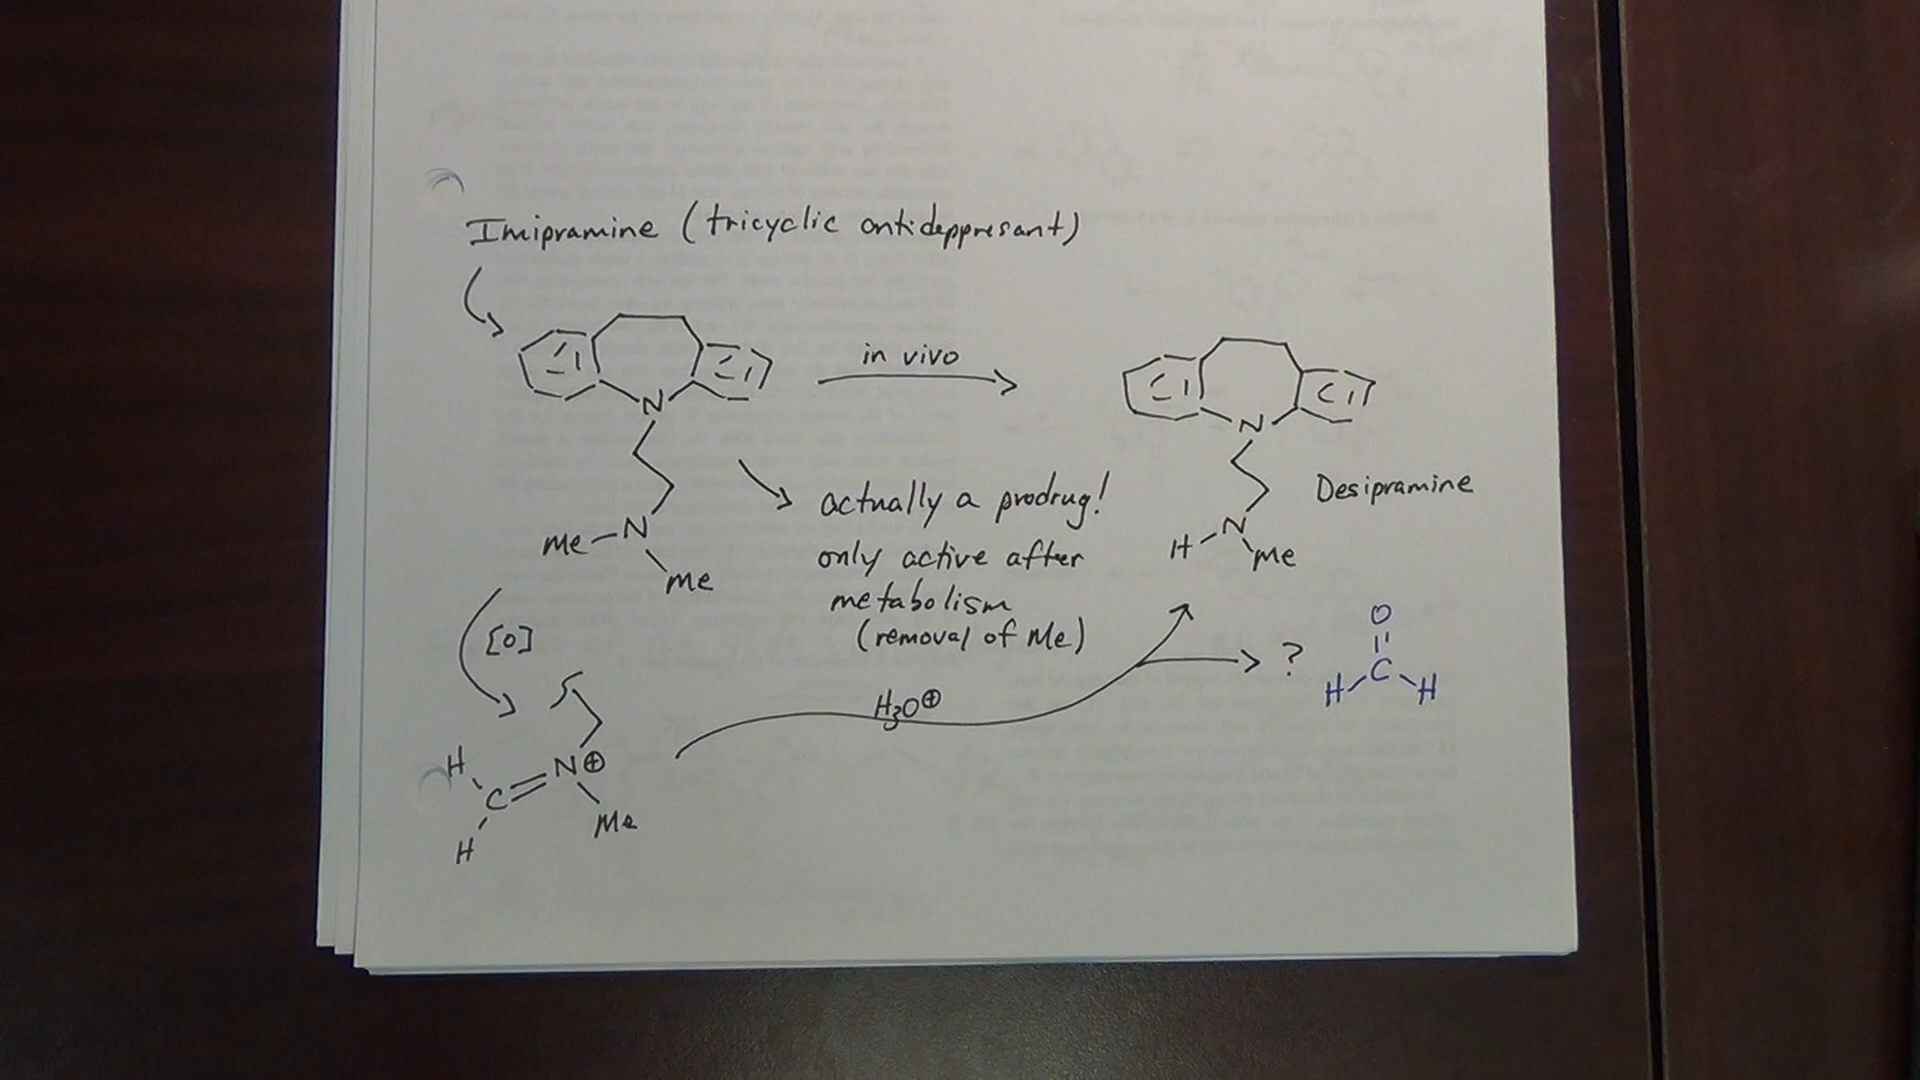 Imipramine (tricyclic antideppresant)
in vivo
N
N
Me N
Me
actually a prodrug!
only active after
metabolism
(removal of Me)
Desipramine
H N
Me
[O]
H
C N⊕
H
Me
H₃O⊕
?
O
C
H H